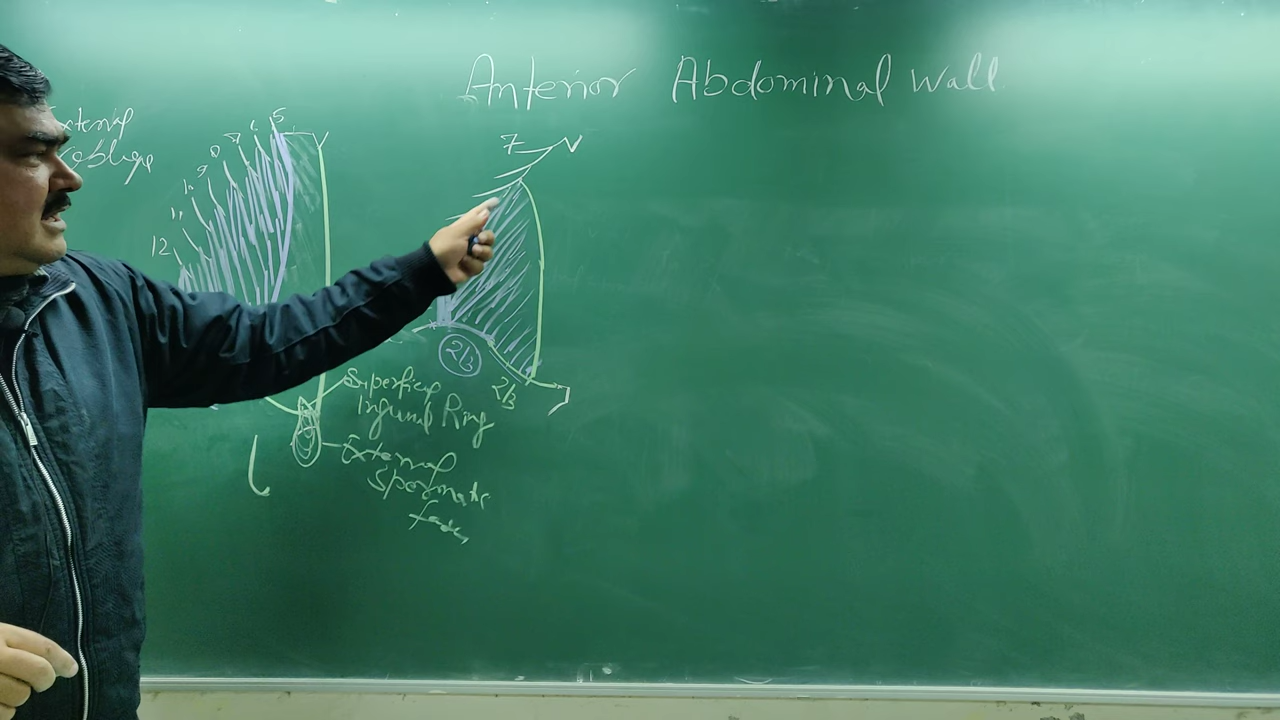 Anterior Abdominal Wall
External
Oblique
5
6
7
8
9
10
11
12
7
2/3
2/3
Superficial
Inguinal Ring
External
Spermatic